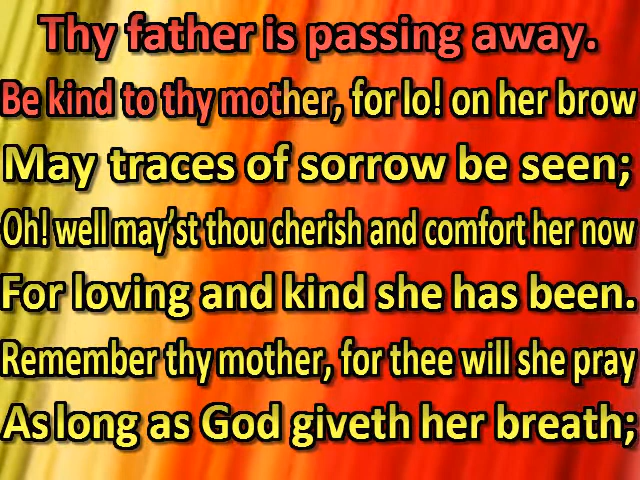 Thy father is passing away.
Be kind to thy mother, for lo! on her brow
May traces of sorrow be seen;
Oh! well may'st thou cherish and comfort her now
For loving and kind she has been.
Remember thy mother, for thee will she pray
As long as God giveth her breath;